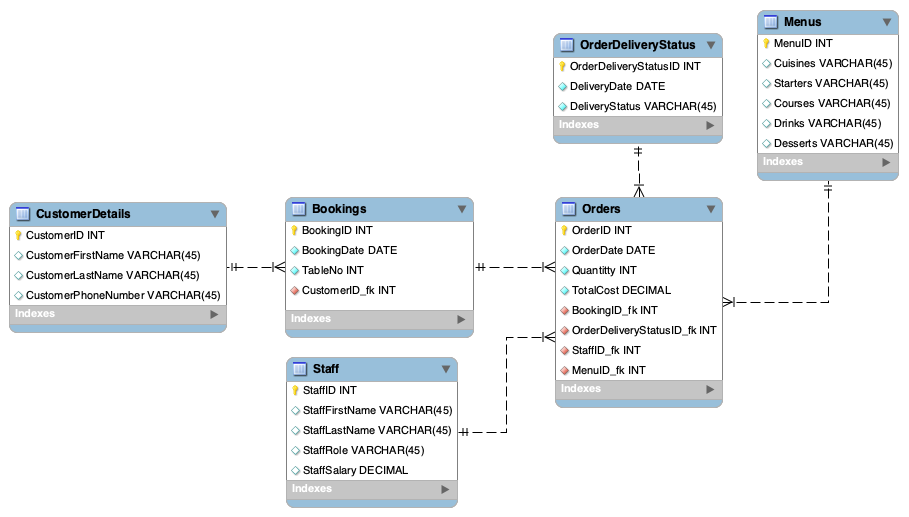 OrderDeliveryStatus
OrderDeliveryStatusID INT
DeliveryDate DATE
DeliveryStatus VARCHAR(45)
Indexes
Menus
MenuID INT
Cuisines VARCHAR(45)
Starters VARCHAR(45)
Courses VARCHAR(45)
Drinks VARCHAR(45)
Desserts VARCHAR(45)
Indexes
CustomerDetails
CustomerID INT
CustomerFirstName VARCHAR(45)
CustomerLastName VARCHAR(45)
CustomerPhoneNumber VARCHAR(45)
Indexes
Bookings
BookingID INT
BookingDate DATE
TableNo INT
CustomerID_fk INT
Indexes
Orders
OrderID INT
OrderDate DATE
Quantitty INT
TotalCost DECIMAL
BookingID_fk INT
OrderDeliveryStatusID_fk INT
StaffID_fk INT
MenuID_fk INT
Indexes
Staff
StaffID INT
StaffFirstName VARCHAR(45)
StaffLastName VARCHAR(45)
StaffRole VARCHAR(45)
StaffSalary DECIMAL
Indexes